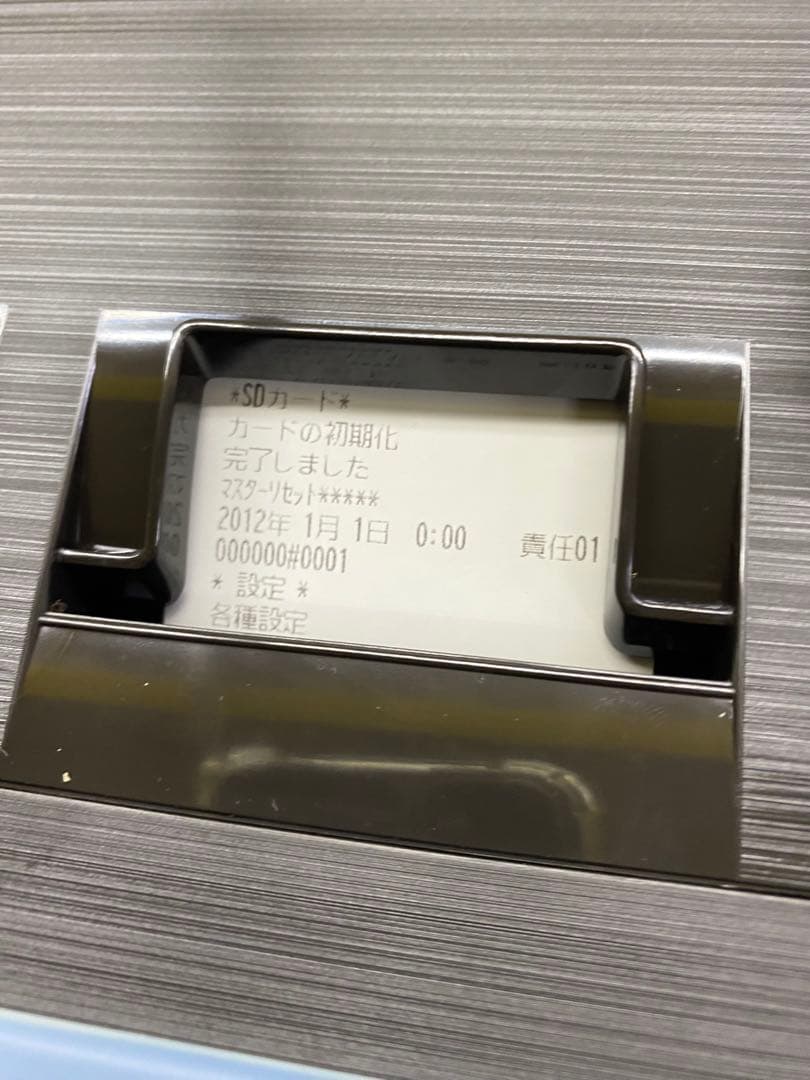 *SDカード*
カードの初期化
完了しました
マスターリセット*****
2012年 1月 1日 0:00 責任01
000000#0001
* 設定 *
各種設定